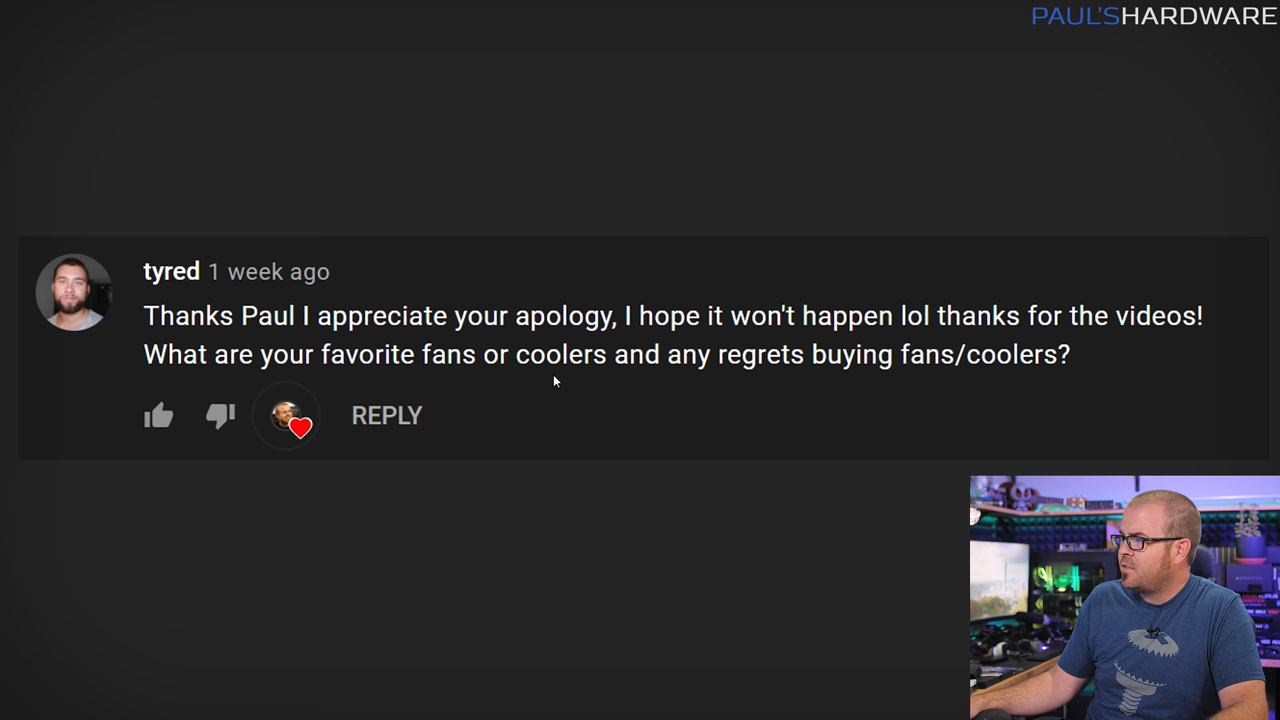 PAUL'SHARDWARE
tyred 1 week ago
Thanks Paul I appreciate your apology, I hope it won't happen lol thanks for the videos!
What are your favorite fans or coolers and any regrets buying fans/coolers?
REPLY